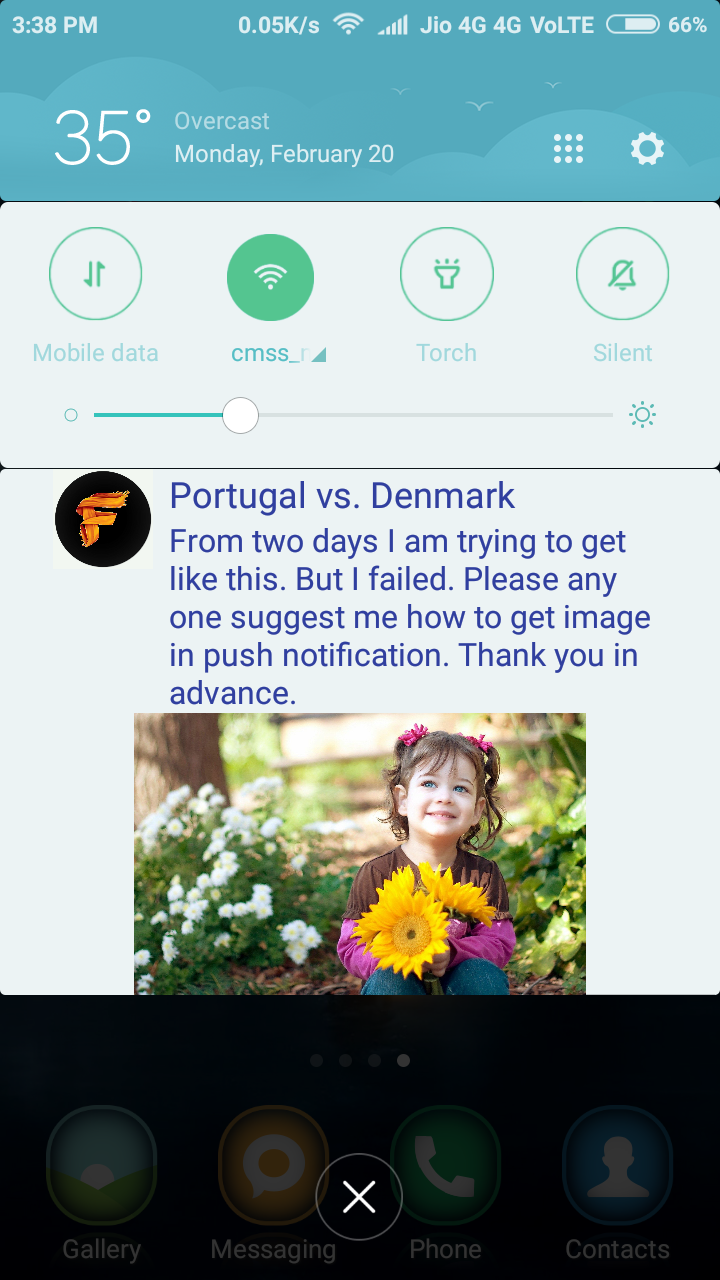 3:38 PM 0.05K/s Jio 4G 4G VoLTE 66%
35° Overcast
Monday, February 20
Mobile data cmss_ Torch Silent
F
Portugal vs. Denmark
From two days I am trying to get
like this. But I failed. Please any
one suggest me how to get image
in push notification. Thank you in
advance.
Gallery Messaging Phone Contacts